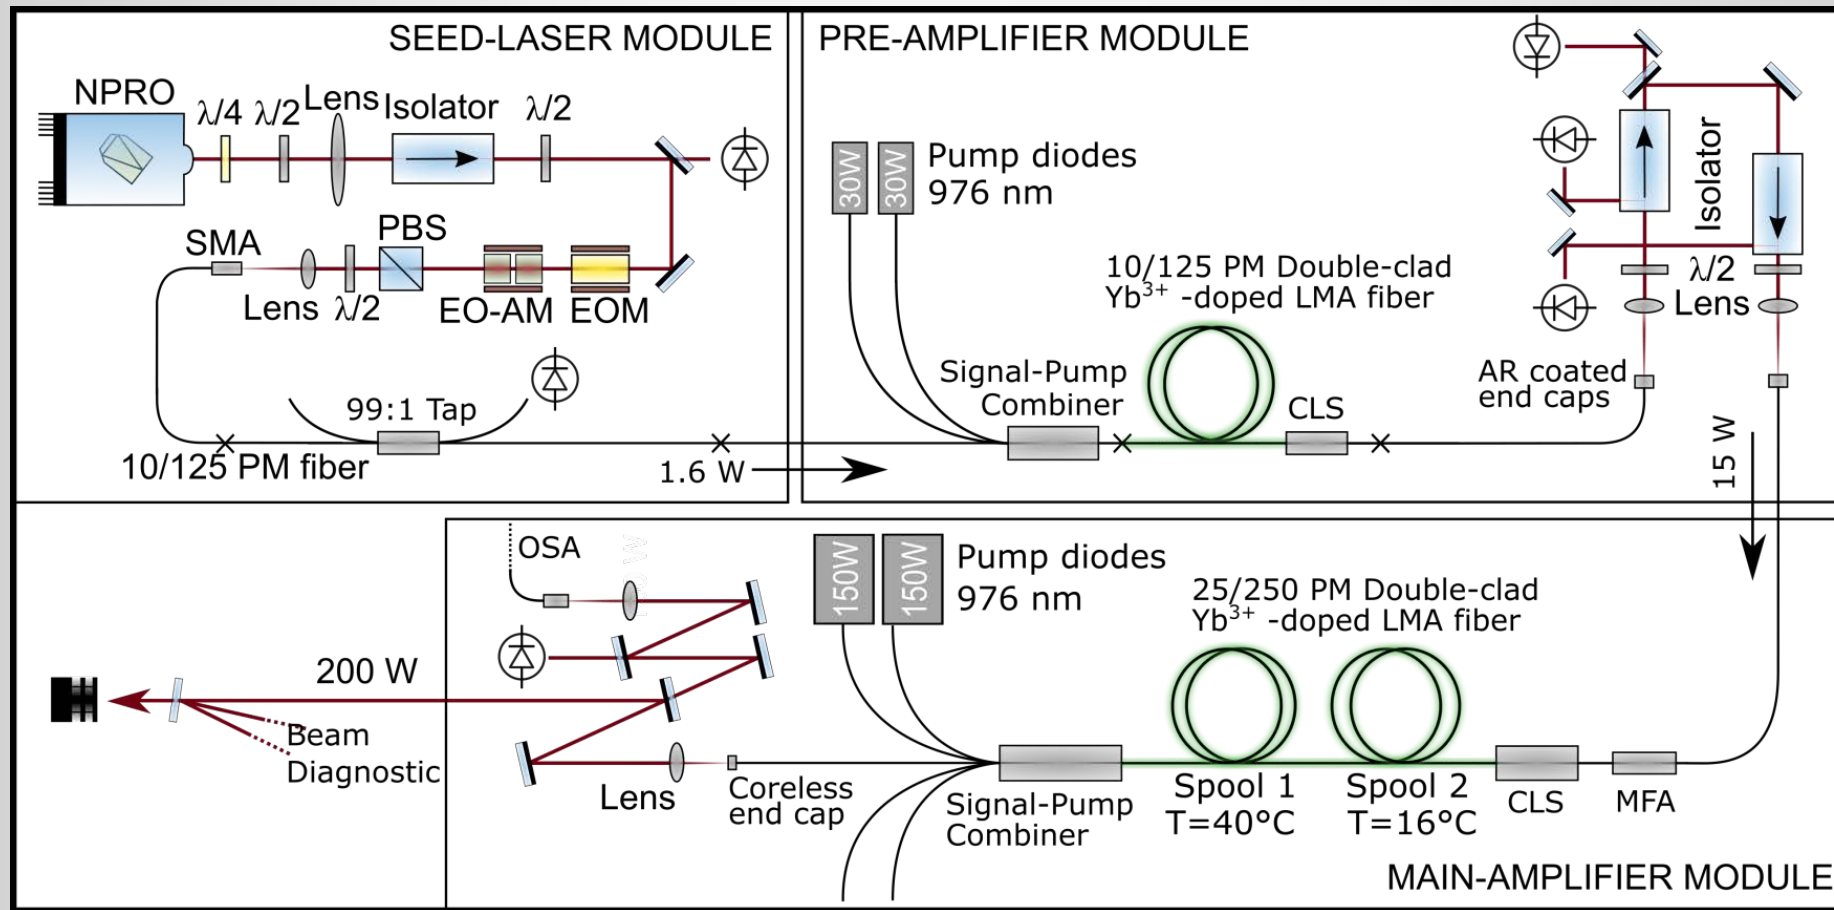 SEED-LASER MODULE
NPRO
λ/4
λ/2
Lens
Isolator
λ/2
SMA
PBS
Lens
λ/2
EO-AM
EOM
99:1 Tap
10/125 PM fiber
1.6 W
PRE-AMPLIFIER MODULE
30W
30W
Pump diodes
976 nm
10/125 PM Double-clad
Yb³⁺ -doped LMA fiber
Signal-Pump
Combiner
CLS
Isolator
λ/2
Lens
AR coated
end caps
15 W
OSA
W
200 W
Beam
Diagnostic
Lens
Coreless
end cap
150W
150W
Pump diodes
976 nm
25/250 PM Double-clad
Yb³⁺ -doped LMA fiber
Signal-Pump
Combiner
Spool 1
T=40°C
Spool 2
T=16°C
CLS
MFA
MAIN-AMPLIFIER MODULE